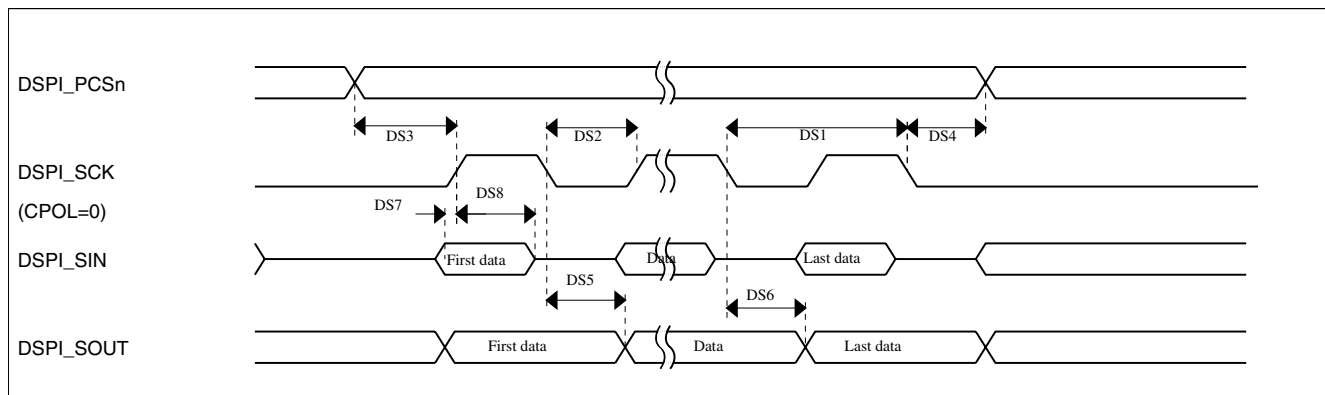 DSPI_PCSn
DS3
DS2
DS1
DS4
DSPI_SCK
(CPOL=0)
DS7
DS8
DSPI_SIN
First data
Data
Last data
DS5
DS6
DSPI_SOUT
First data
Data
Last data